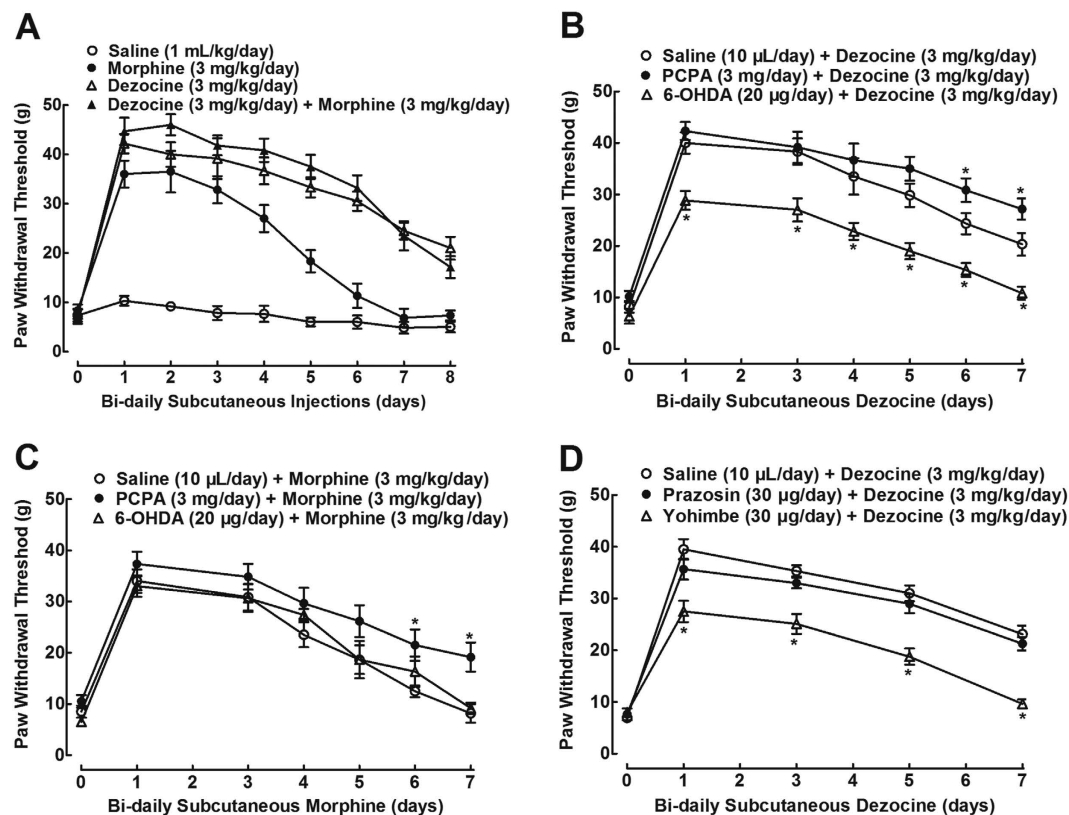 A
Saline (1 mL/kg/day)
Morphine (3 mg/kg/day)
Dezocine (3 mg/kg/day)
Dezocine (3 mg/kg/day) + Morphine (3 mg/kg/day)
Paw Withdrawal Threshold (g)
50
40
30
20
10
0
0 1 2 3 4 5 6 7 8
Bi-daily Subcutaneous Injections (days)
B
Saline (10 µL/day) + Dezocine (3 mg/kg/day)
PCPA (3 mg/day) + Dezocine (3 mg/kg/day)
6-OHDA (20 µg/day) + Dezocine (3 mg/kg/day)
Paw Withdrawal Threshold (g)
50
40
30
20
10
0
* *
* * * * * *
0 1 2 3 4 5 6 7
Bi-daily Subcutaneous Dezocine (days)
C
Saline (10 µL/day) + Morphine (3 mg/kg/day)
PCPA (3 mg/day) + Morphine (3 mg/kg/day)
6-OHDA (20 µg/day) + Morphine (3 mg/kg/day)
Paw Withdrawal Threshod (g)
50
40
30
20
10
0
* *
0 1 2 3 4 5 6 7
Bi-daily Subcutaneous Morphine (days)
D
Saline (10 µL/day) + Dezocine (3 mg/kg/day)
Prazosin (30 µg/day) + Dezocine (3 mg/kg/day)
Yohimbe (30 µg/day) + Dezocine (3 mg/kg/day)
Paw Withdrawal Threshold (g)
50
40
30
20
10
0
* * * *
0 1 2 3 4 5 6 7
Bi-daily Subcutaneous Dezocine (days)